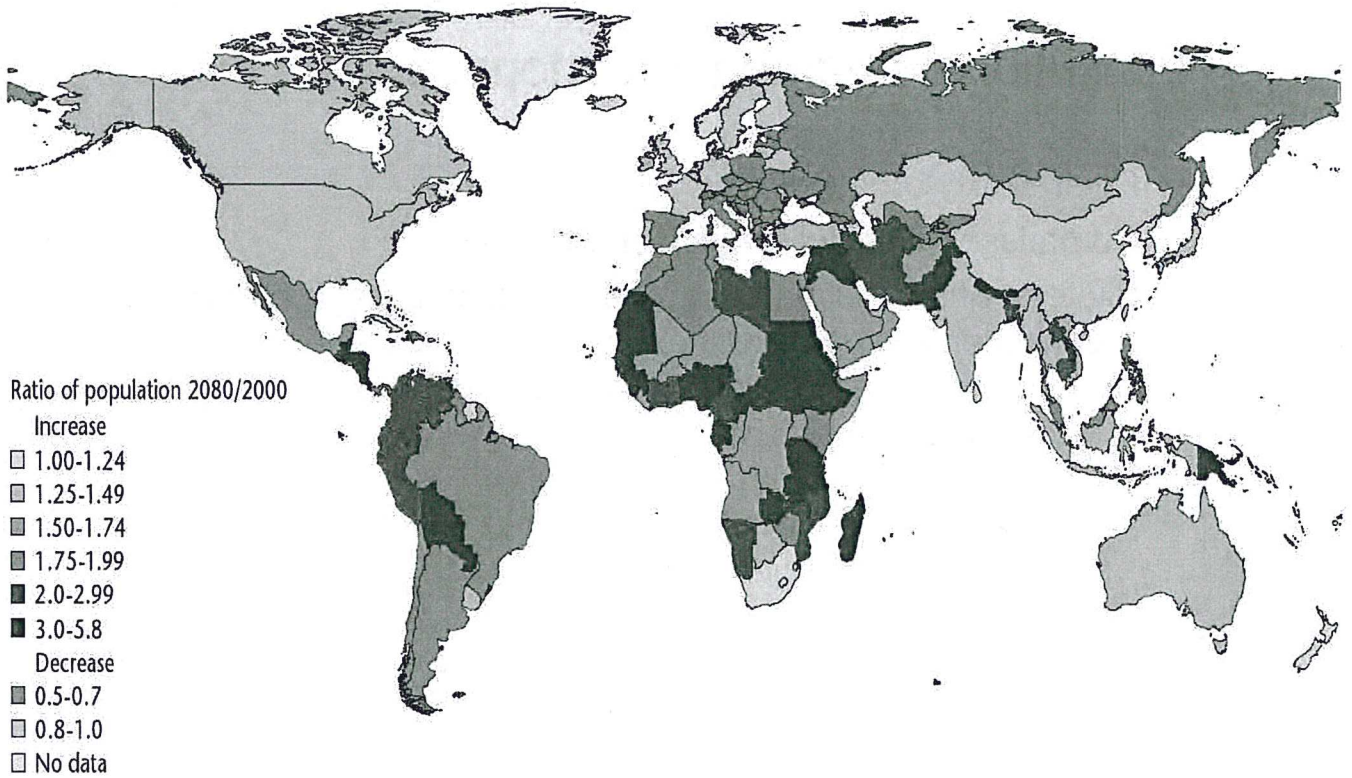 Ratio of population 2080/2000
Increase
1.00-1.24
1.25-1.49
1.50-1.74
1.75-1.99
2.0-2.99
3.0-5.8
Decrease
0.5-0.7
0.8-1.0
No data